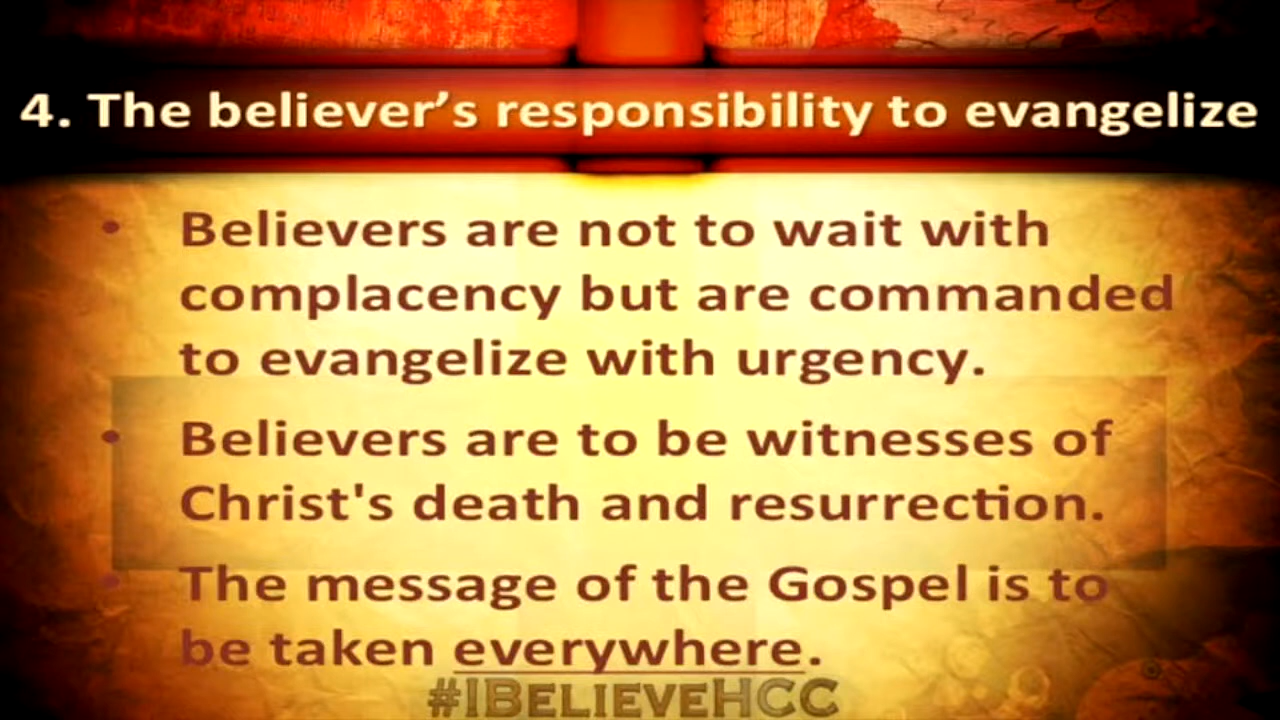 4. The believer’s responsibility to evangelize
• Believers are not to wait with
complacency but are commanded
to evangelize with urgency.
• Believers are to be witnesses of
Christ's death and resurrection.
• The message of the Gospel is to
be taken everywhere.
#IBELIEVEHCC